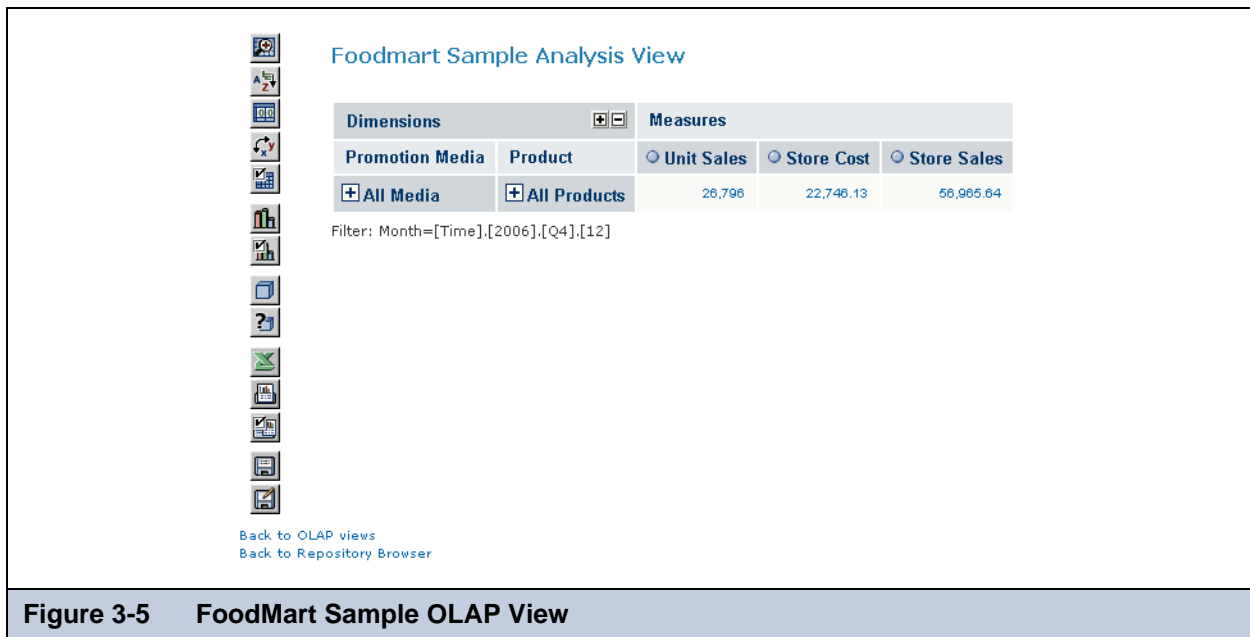 Foodmart Sample Analysis View
Dimensions Measures
Promotion Media Product Unit Sales Store Cost Store Sales
All Media All Products 26,796 22,746.13 56,965.64
Filter: Month=[Time].[2006].[Q4].[12]
Back to OLAP views
Back to Repository Browser
Figure 3-5 FoodMart Sample OLAP View